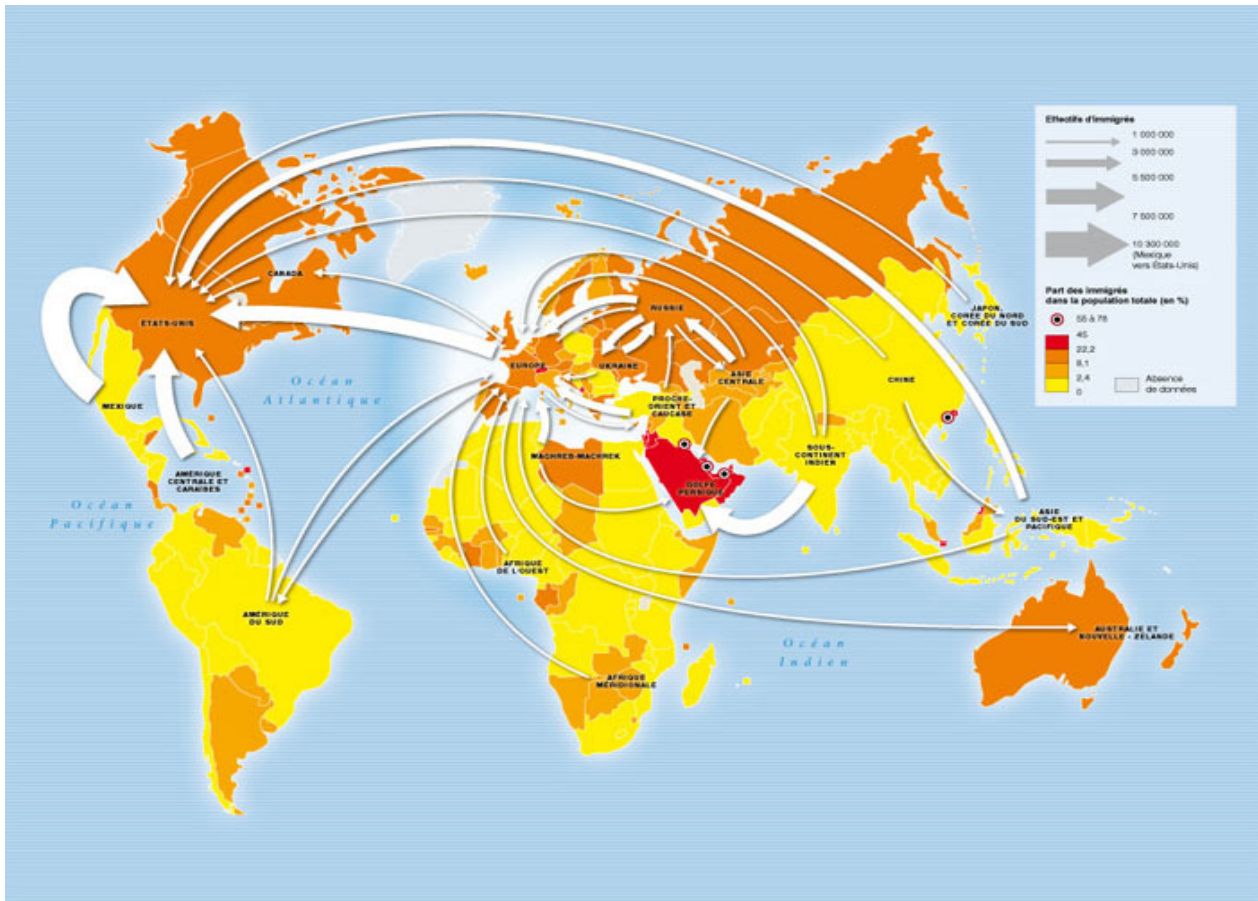 Effectifs d'immigrés
1 000 000
3 000 000
5 500 000
7 500 000
10 300 000
(Mexique
vers États-Unis)
Part des immigrés
dans la population totale (en %)
55 à 78
45
22,2
8,1
2,4
0
Absence
de données
CANADA
ÉTATS-UNIS
MEXIQUE
Océan
Atlantique
Océan
Pacifique
AMÉRIQUE
CENTRALE ET
CARAÏBES
AMÉRIQUE
DU SUD
EUROPE
RUSSIE
UKRAINE
ASIE
CENTRALE
PROCHE-
ORIENT ET
CAUCASE
MAGHREB-MACHREK
GOLFE
PERSIQUE
SOUS-
CONTINENT
INDIEN
CHINE
JAPON,
CORÉE DU NORD
ET CORÉE DU SUD
ASIE
DU SUD-EST ET
PACIFIQUE
AFRIQUE
DE L'OUEST
AFRIQUE
MÉRIDIONALE
Océan
Indien
AUSTRALIE ET
NOUVELLE - ZÉLANDE